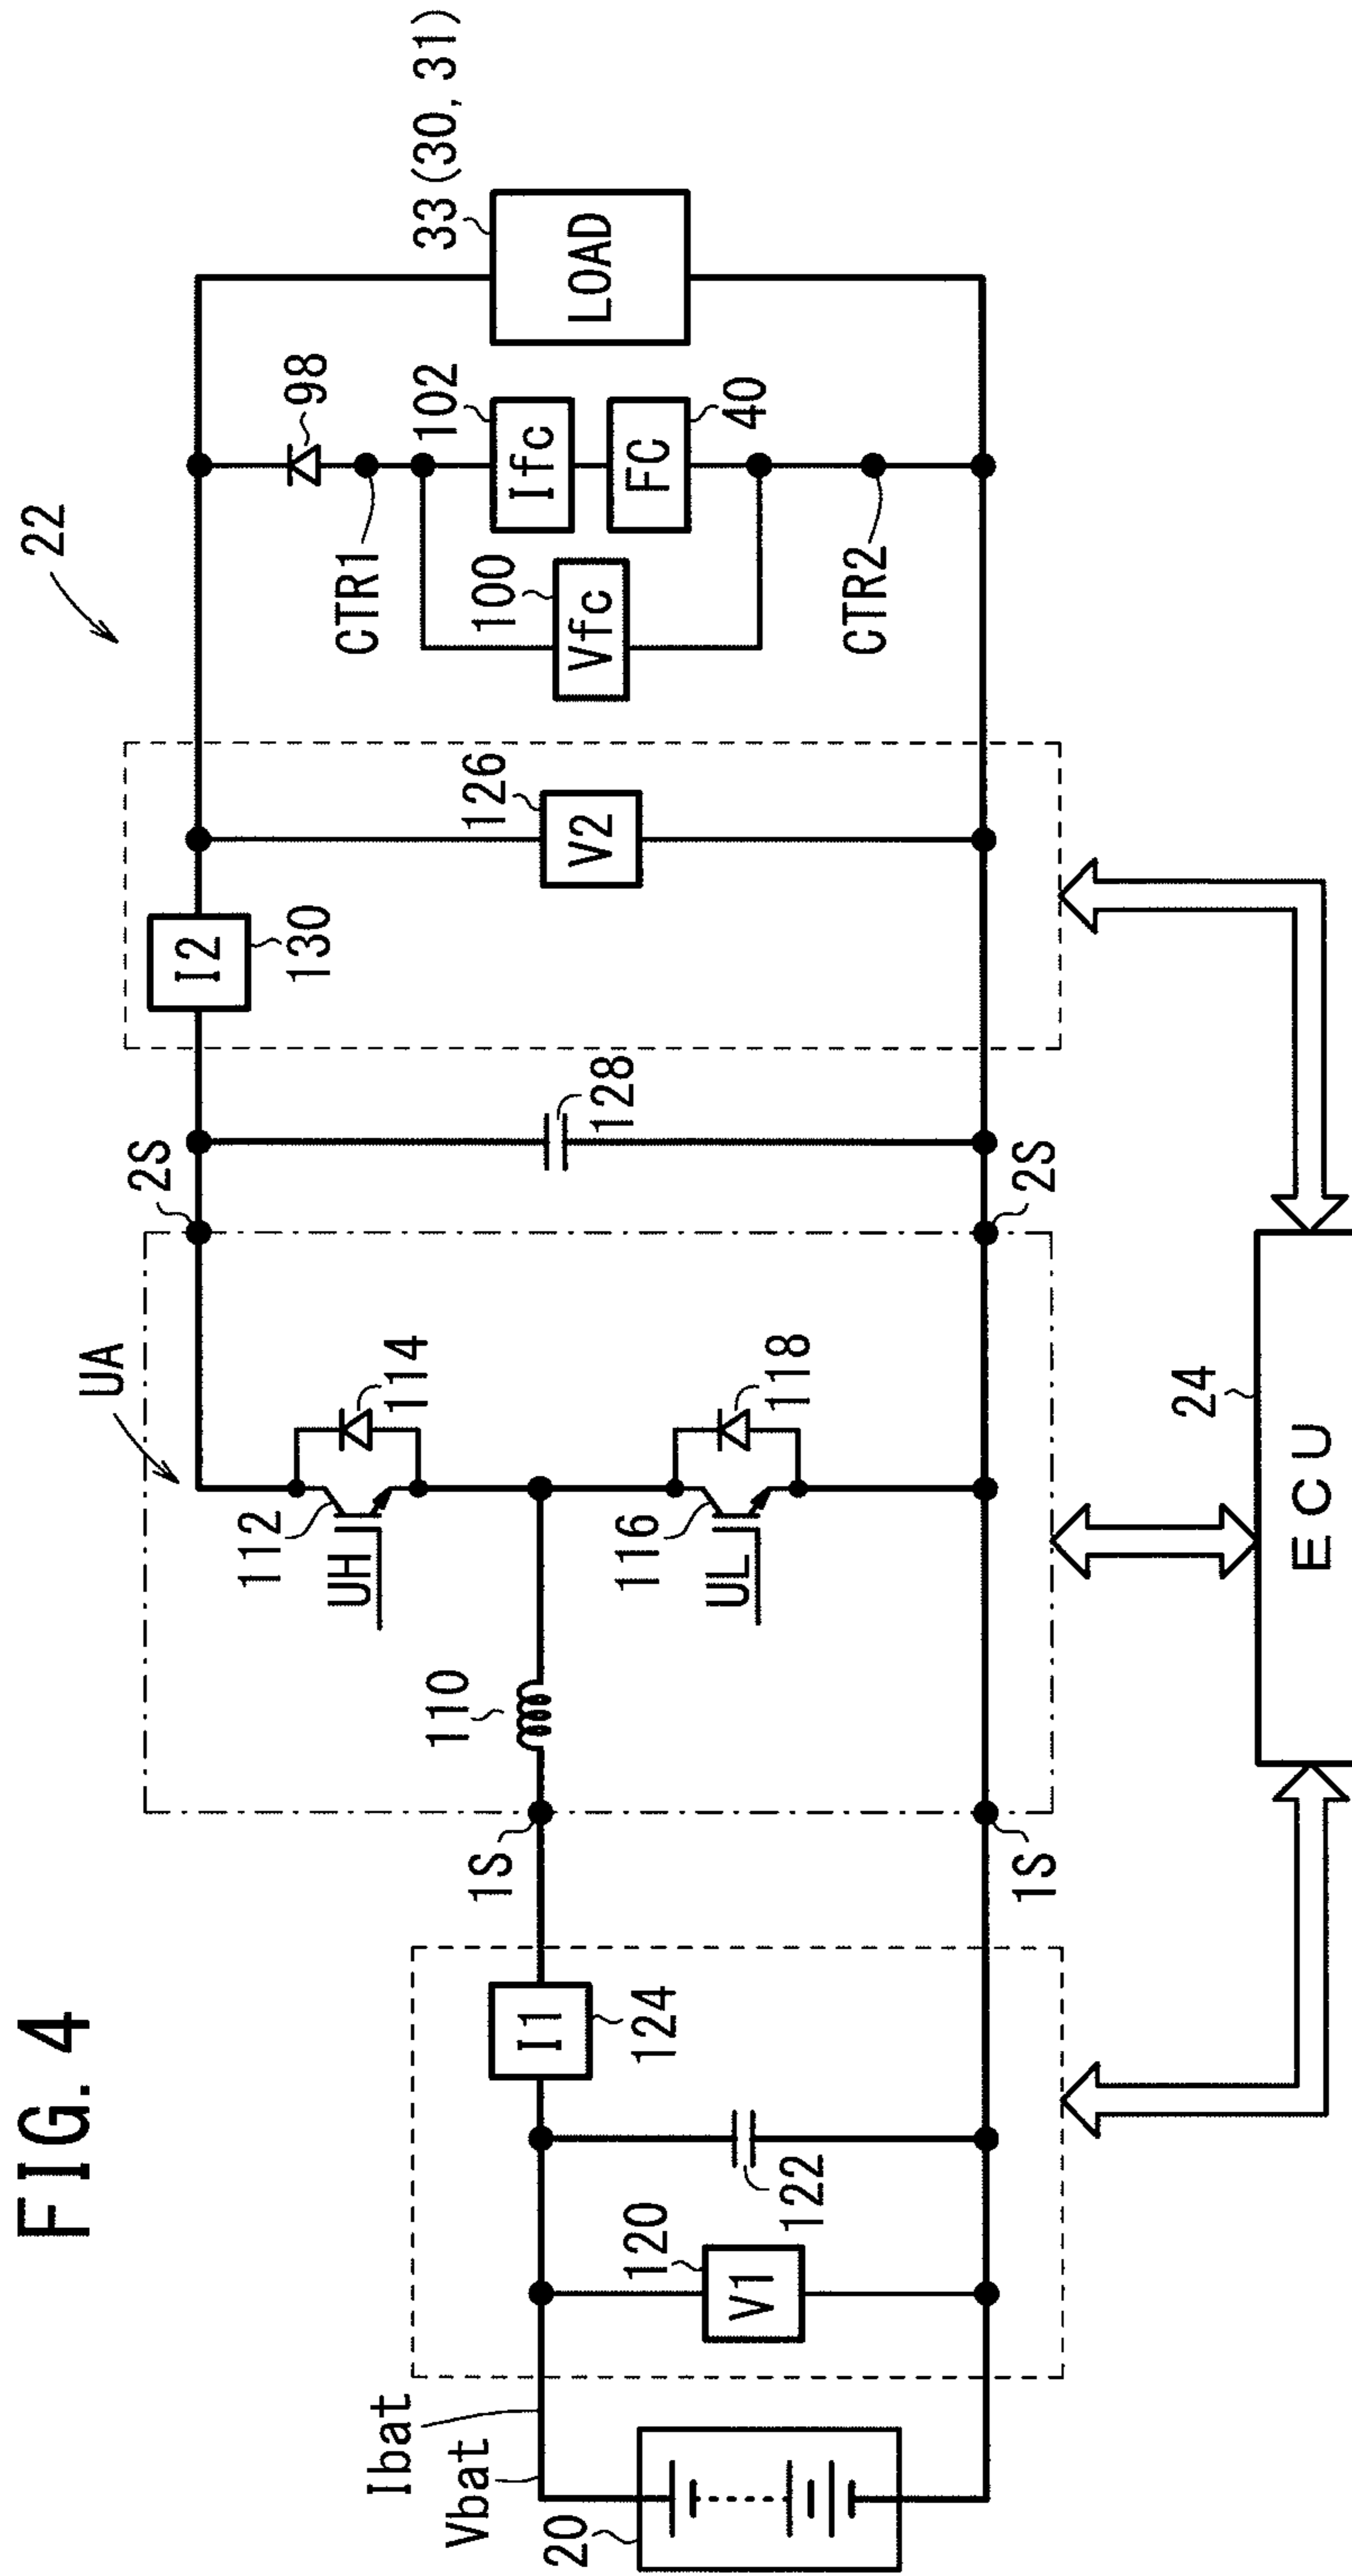 FIG. 4
22
UA
Ibat
Vbat
20
V1
120
122
I1
124
1S
1S
110
112
UH
114
116
UL
118
2S
2S
128
I2
130
V2
126
98
CTR1
102
Ifc
100
Vfc
FC
40
CTR2
33 (30, 31)
LOAD
24
ECU